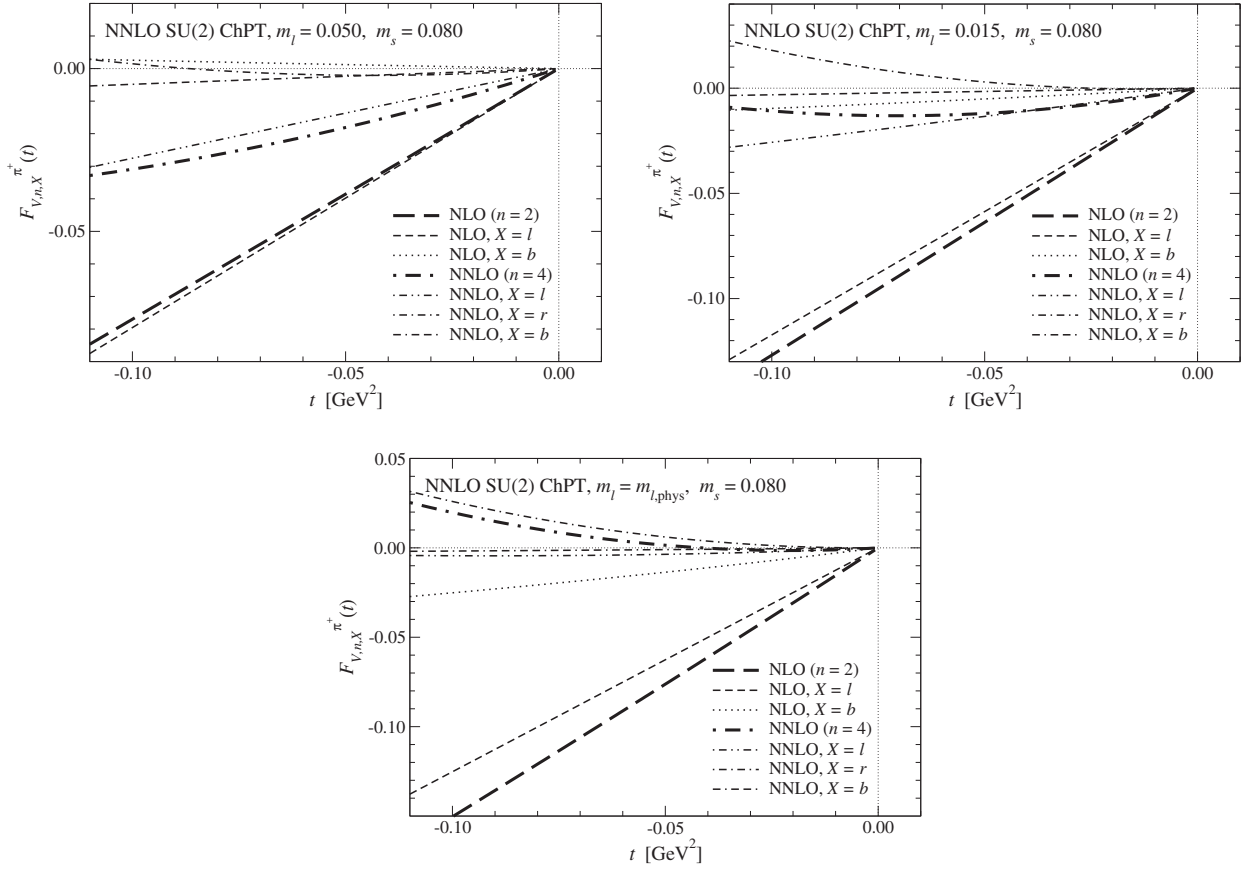 NNLO SU(2) ChPT, m_l = 0.050, m_s = 0.080
0.00
-0.05
F_{V,n,X}^{π^+}(t)
NLO (n = 2)
NLO, X = l
NLO, X = b
NNLO (n = 4)
NNLO, X = l
NNLO, X = r
NNLO, X = b
-0.10 -0.05 0.00
t [GeV^2]
NNLO SU(2) ChPT, m_l = 0.015, m_s = 0.080
0.00
-0.05
-0.10
F_{V,n,X}^{π^+}(t)
NLO (n = 2)
NLO, X = l
NLO, X = b
NNLO (n = 4)
NNLO, X = l
NNLO, X = r
NNLO, X = b
-0.10 -0.05 0.00
t [GeV^2]
0.05
NNLO SU(2) ChPT, m_l = m_{l,phys}, m_s = 0.080
0.00
-0.05
-0.10
F_{V,n,X}^{π^+}(t)
NLO (n = 2)
NLO, X = l
NLO, X = b
NNLO (n = 4)
NNLO, X = l
NNLO, X = r
NNLO, X = b
-0.10 -0.05 0.00
t [GeV^2]